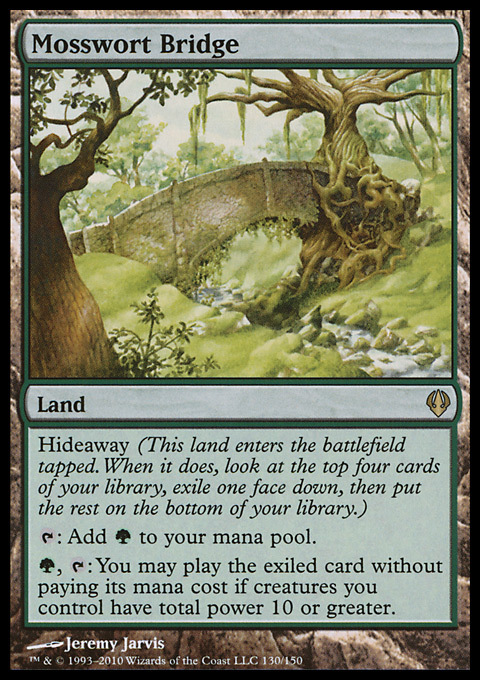 Mosswort Bridge
Land
Hideaway (This land enters the battlefield
tapped. When it does, look at the top four cards
of your library, exile one face down, then put
the rest on the bottom of your library.)
: Add to your mana pool.
, : You may play the exiled card without
paying its mana cost if creatures you
control have total power 10 or greater.
Jeremy Jarvis
™ & © 1993–2010 Wizards of the Coast LLC 130/150